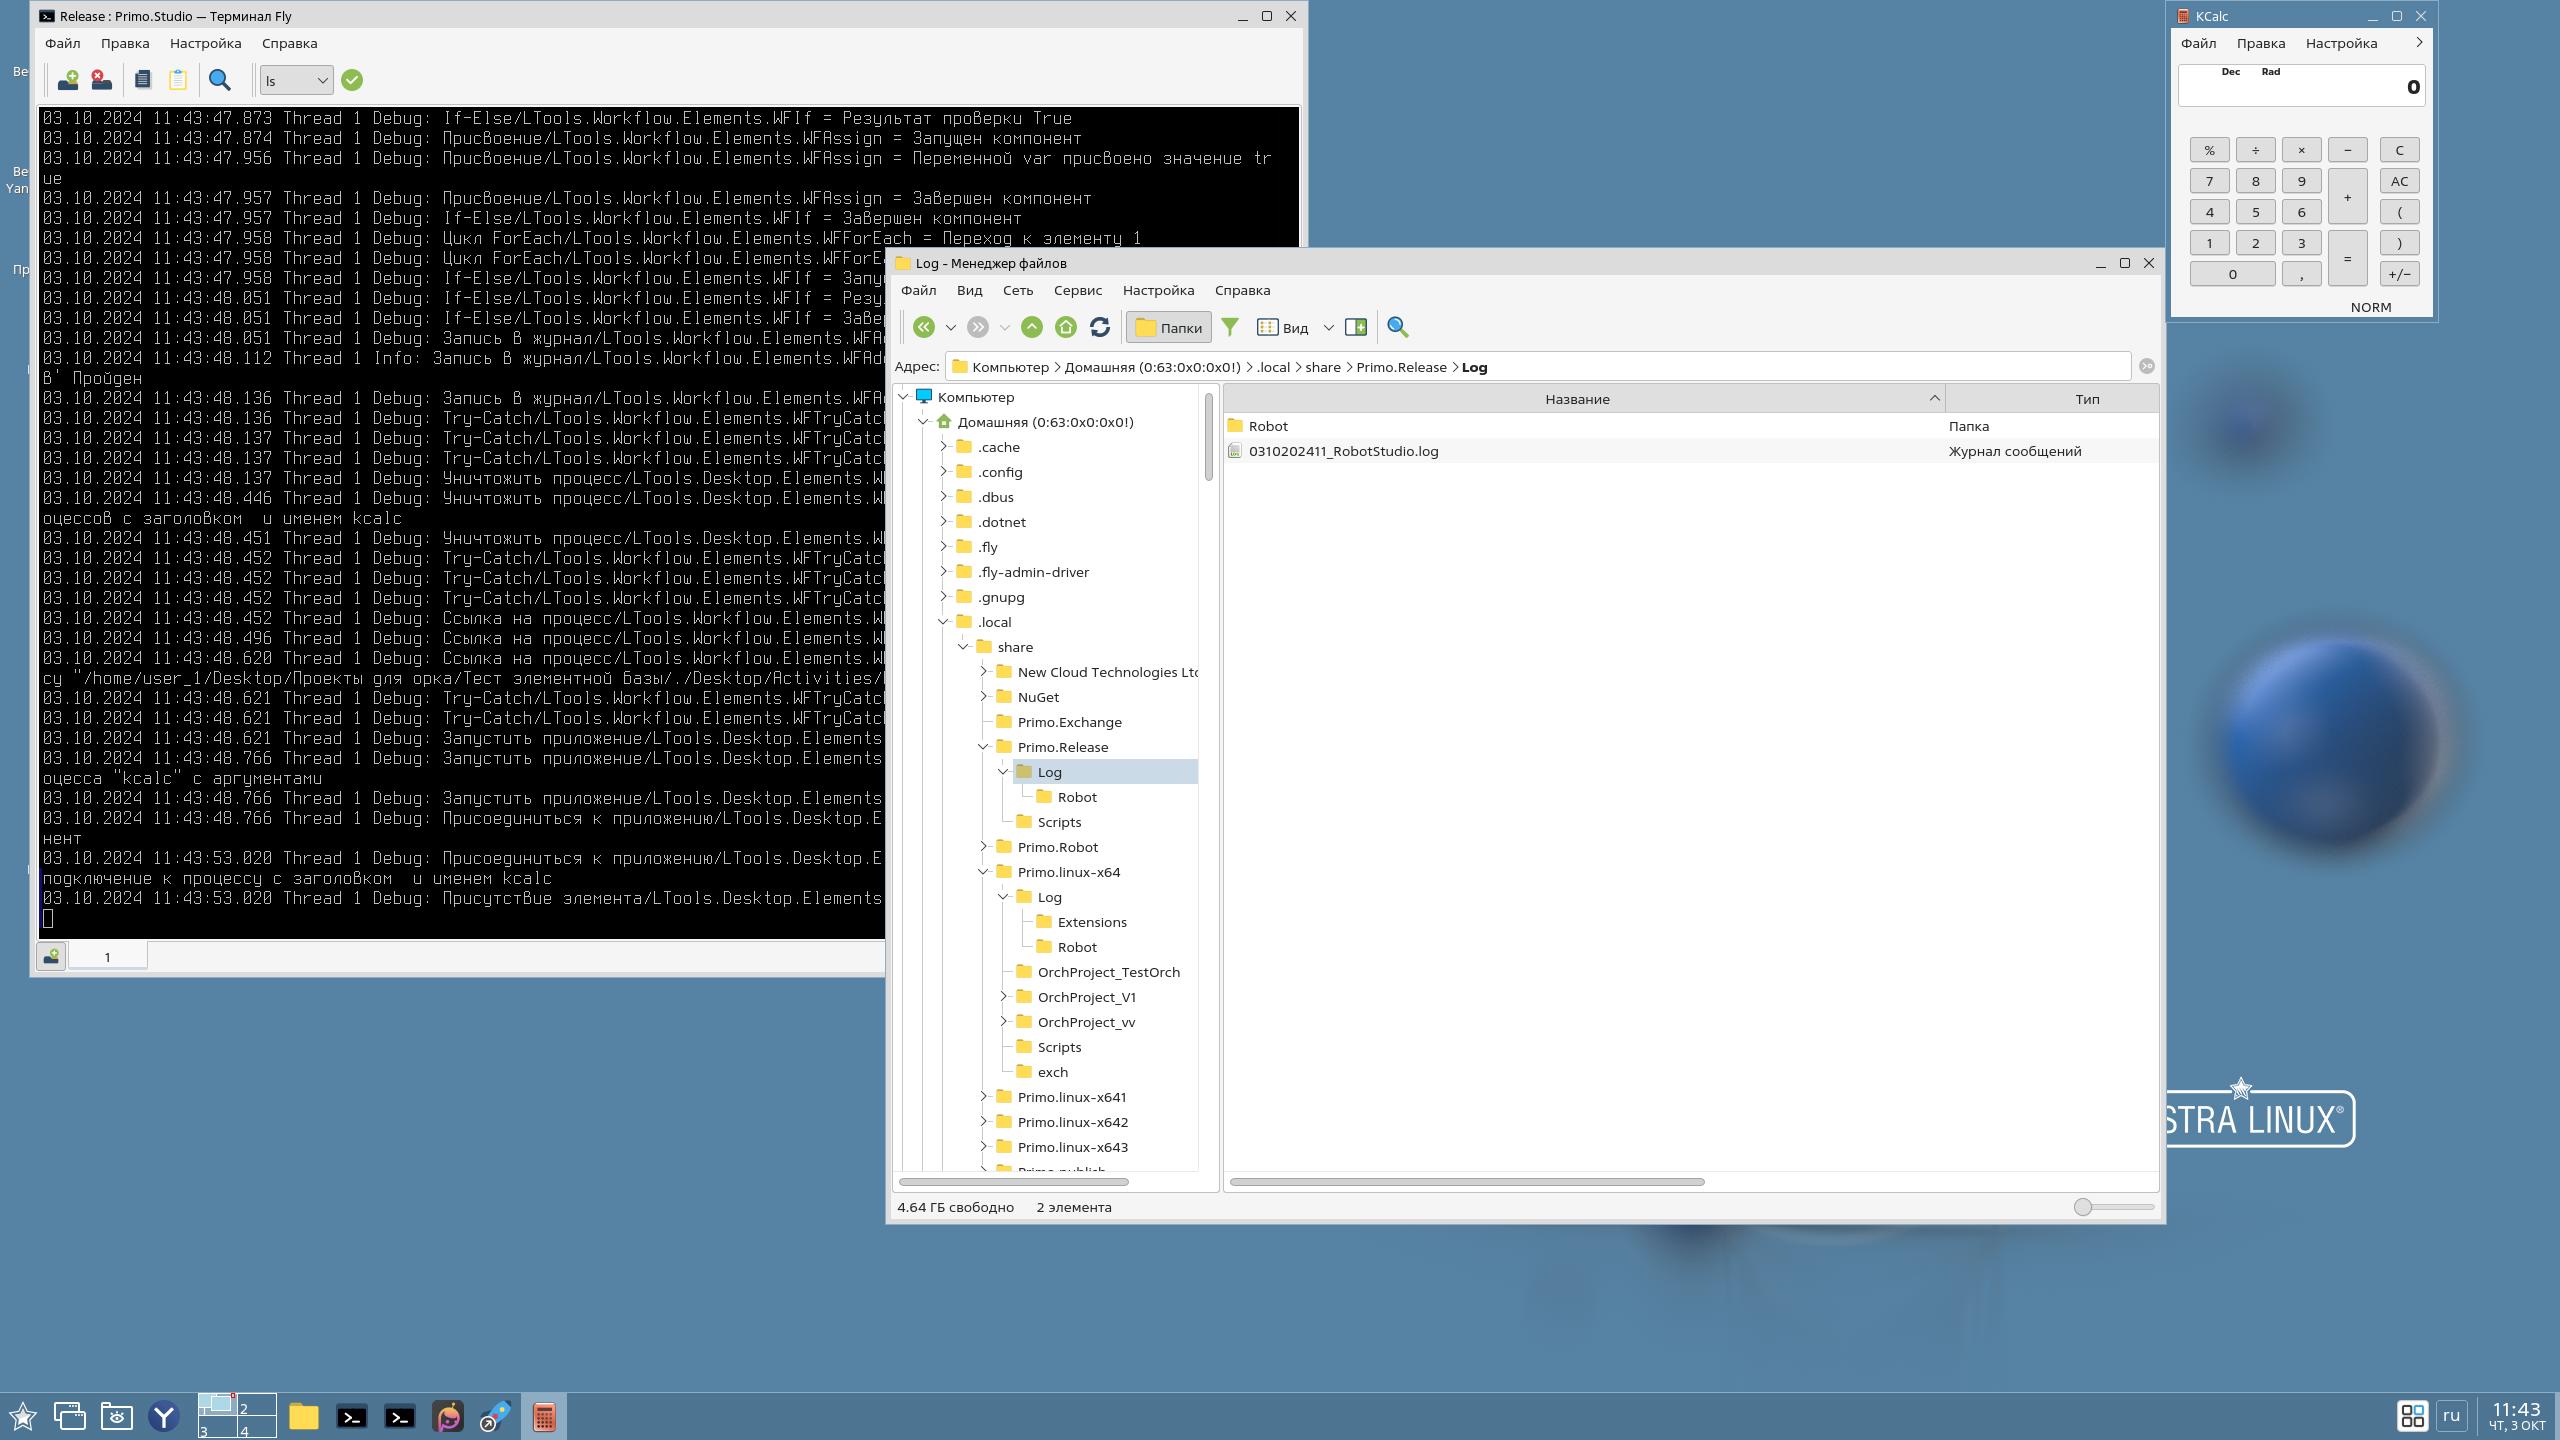 Release : Primo.Studio — Терминал Fly
Файл Правка Настройка Справка
ls
03.10.2024 11:43:47.873 Thread 1 Debug: If-Else/LTools.Workflow.Elements.WFIf = Результат проверки True
03.10.2024 11:43:47.874 Thread 1 Debug: Присвоение/LTools.Workflow.Elements.WFAssign = Запущен компонент
03.10.2024 11:43:47.956 Thread 1 Debug: Присвоение/LTools.Workflow.Elements.WFAssign = Переменной var присвоено значение tr
ue
03.10.2024 11:43:47.957 Thread 1 Debug: Присвоение/LTools.Workflow.Elements.WFAssign = Завершен компонент
03.10.2024 11:43:47.957 Thread 1 Debug: If-Else/LTools.Workflow.Elements.WFIf = Завершен компонент
03.10.2024 11:43:47.958 Thread 1 Debug: Цикл ForEach/LTools.Workflow.Elements.WFForEach = Переход к элементу 1
03.10.2024 11:43:47.958 Thread 1 Debug: Цикл ForEach/LTools.Workflow.Elements.WFForE
03.10.2024 11:43:47.958 Thread 1 Debug: If-Else/LTools.Workflow.Elements.WFIf = Запу
03.10.2024 11:43:48.051 Thread 1 Debug: If-Else/LTools.Workflow.Elements.WFIf = Резу
03.10.2024 11:43:48.051 Thread 1 Debug: If-Else/LTools.Workflow.Elements.WFIf = Заве
03.10.2024 11:43:48.051 Thread 1 Debug: Запись в журнал/LTools.Workflow.Elements.WFA
03.10.2024 11:43:48.112 Thread 1 Info: Запись в журнал/LTools.Workflow.Elements.WFAd
в' Пройден
03.10.2024 11:43:48.136 Thread 1 Debug: Запись в журнал/LTools.Workflow.Elements.WFA
03.10.2024 11:43:48.136 Thread 1 Debug: Try-Catch/LTools.Workflow.Elements.WFTryCatc
03.10.2024 11:43:48.137 Thread 1 Debug: Try-Catch/LTools.Workflow.Elements.WFTryCatc
03.10.2024 11:43:48.137 Thread 1 Debug: Try-Catch/LTools.Workflow.Elements.WFTryCatc
03.10.2024 11:43:48.137 Thread 1 Debug: Уничтожить процесс/LTools.Desktop.Elements.W
03.10.2024 11:43:48.446 Thread 1 Debug: Уничтожить процесс/LTools.Desktop.Elements.W
оцессов с заголовком  и именем kcalc
03.10.2024 11:43:48.451 Thread 1 Debug: Уничтожить процесс/LTools.Desktop.Elements.W
03.10.2024 11:43:48.452 Thread 1 Debug: Try-Catch/LTools.Workflow.Elements.WFTryCatc
03.10.2024 11:43:48.452 Thread 1 Debug: Try-Catch/LTools.Workflow.Elements.WFTryCatc
03.10.2024 11:43:48.452 Thread 1 Debug: Try-Catch/LTools.Workflow.Elements.WFTryCatc
03.10.2024 11:43:48.452 Thread 1 Debug: Ссылка на процесс/LTools.Workflow.Elements.W
03.10.2024 11:43:48.496 Thread 1 Debug: Ссылка на процесс/LTools.Workflow.Elements.W
03.10.2024 11:43:48.620 Thread 1 Debug: Ссылка на процесс/LTools.Workflow.Elements.W
су "/home/user_1/Desktop/Проекты для орка/Тест элементной базы/./Desktop/Activities/
03.10.2024 11:43:48.621 Thread 1 Debug: Try-Catch/LTools.Workflow.Elements.WFTryCatc
03.10.2024 11:43:48.621 Thread 1 Debug: Try-Catch/LTools.Workflow.Elements.WFTryCatc
03.10.2024 11:43:48.621 Thread 1 Debug: Запустить приложение/LTools.Desktop.Elements
03.10.2024 11:43:48.766 Thread 1 Debug: Запустить приложение/LTools.Desktop.Elements
оцесса "kcalc" с аргументами
03.10.2024 11:43:48.766 Thread 1 Debug: Запустить приложение/LTools.Desktop.Elements
03.10.2024 11:43:48.766 Thread 1 Debug: Присоединиться к приложению/LTools.Desktop.E
нент
03.10.2024 11:43:53.020 Thread 1 Debug: Присоединиться к приложению/LTools.Desktop.E
подключение к процессу с заголовком  и именем kcalc
03.10.2024 11:43:53.020 Thread 1 Debug: Присутствие элемента/LTools.Desktop.Elements
1
Ве
Ве
Yan
Пр
Log - Менеджер файлов
Файл Вид Сеть Сервис Настройка Справка
Папки Вид
Адрес: Компьютер Домашняя (0:63:0x0:0x0!) .local share Primo.Release Log
Компьютер
Домашняя (0:63:0x0:0x0!)
.cache
.config
.dbus
.dotnet
.fly
.fly-admin-driver
.gnupg
.local
share
New Cloud Technologies Ltd
NuGet
Primo.Exchange
Primo.Release
Log
Robot
Scripts
Primo.Robot
Primo.linux-x64
Log
Extensions
Robot
OrchProject_TestOrch
OrchProject_V1
OrchProject_vv
Scripts
exch
Primo.linux-x641
Primo.linux-x642
Primo.linux-x643
Primo.publish
Название Тип
Robot Папка
0310202411_RobotStudio.log Журнал сообщений
4.64 ГБ свободно 2 элемента
KCalc
Файл Правка Настройка
Dec Rad
0
% ÷ × − C
7 8 9 + AC
4 5 6 (
1 2 3 = )
0 , +/−
NORM
STRA LINUX®
2
3 4
ru
11:43
ЧТ, 3 ОКТ